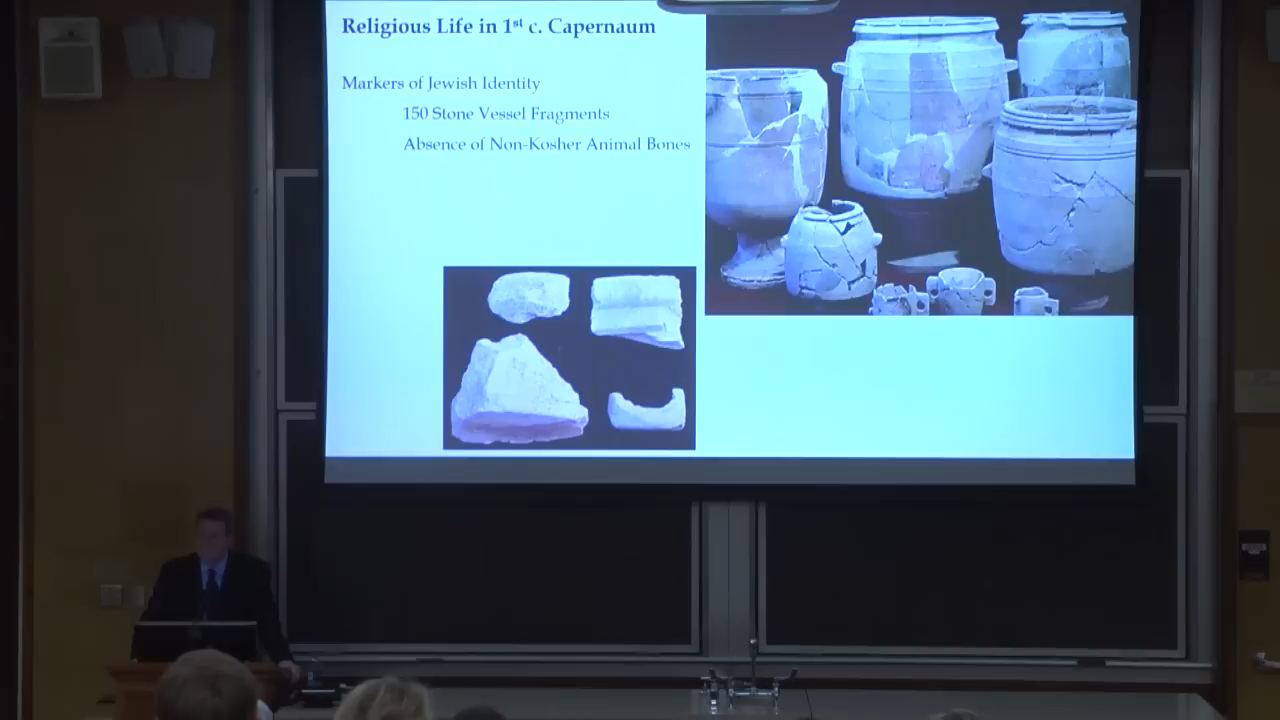 Religious Life in 1st c. Capernaum
Markers of Jewish Identity
150 Stone Vessel Fragments
Absence of Non-Kosher Animal Bones